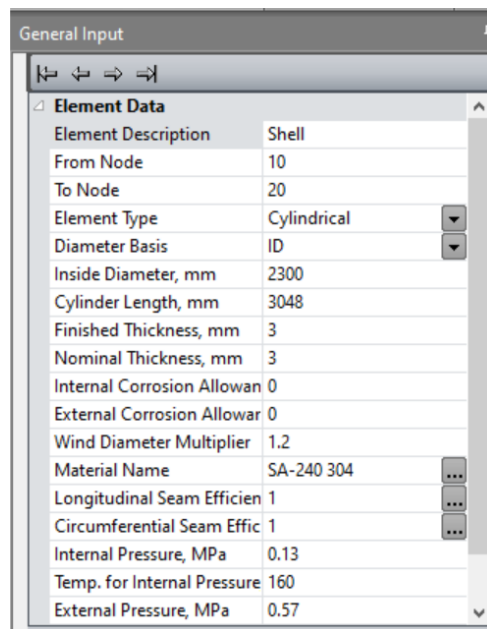 General Input
Element Data
Element Description Shell
From Node 10
To Node 20
Element Type Cylindrical
Diameter Basis ID
Inside Diameter, mm 2300
Cylinder Length, mm 3048
Finished Thickness, mm 3
Nominal Thickness, mm 3
Internal Corrosion Allowan 0
External Corrosion Allowar 0
Wind Diameter Multiplier 1.2
Material Name SA-240 304 ...
Longitudinal Seam Efficien 1 ...
Circumferential Seam Effic 1 ...
Internal Pressure, MPa 0.13
Temp. for Internal Pressure 160
External Pressure, MPa 0.57